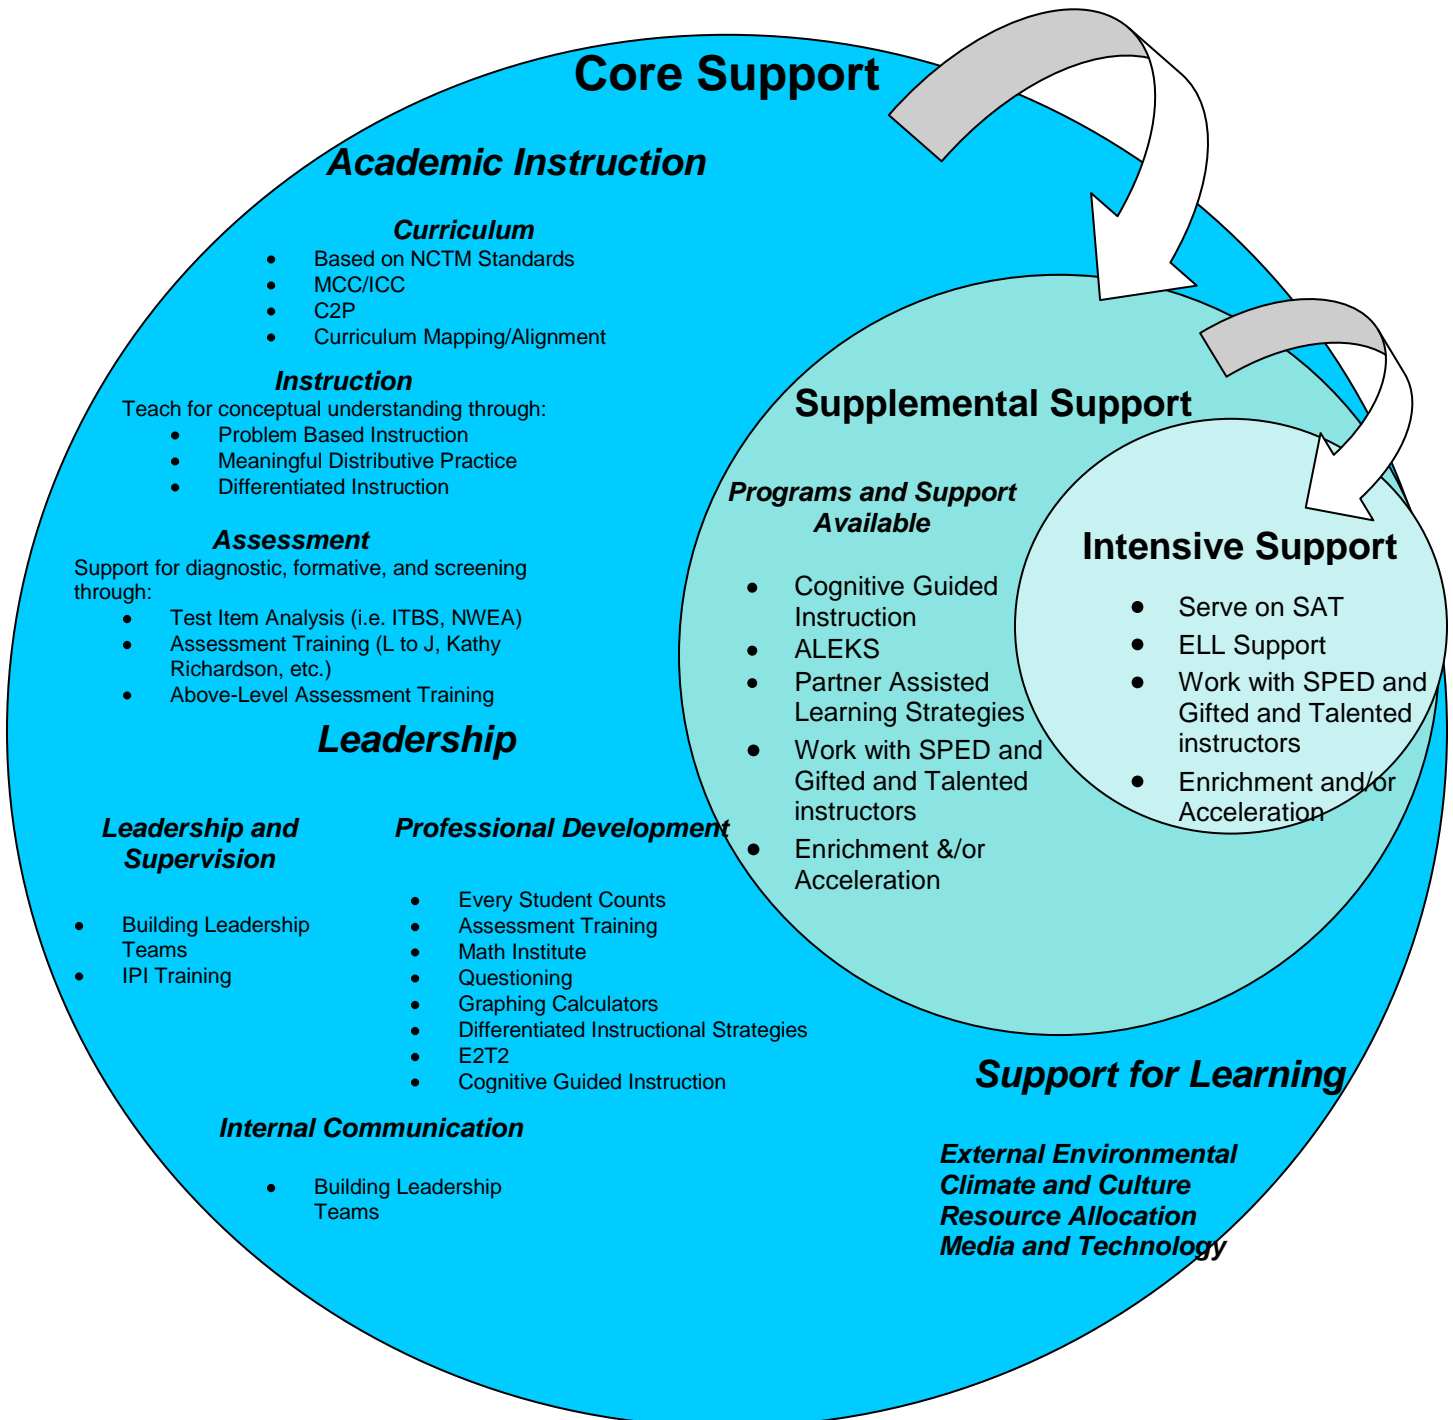 Core Support
Academic Instruction
Curriculum
• Based on NCTM Standards
• MCC/ICC
• C2P
• Curriculum Mapping/Alignment
Instruction
Teach for conceptual understanding through:
• Problem Based Instruction
• Meaningful Distributive Practice
• Differentiated Instruction
Assessment
Support for diagnostic, formative, and screening
through:
• Test Item Analysis (i.e. ITBS, NWEA)
• Assessment Training (L to J, Kathy
Richardson, etc.)
• Above-Level Assessment Training
Leadership
Leadership and
Supervision
• Building Leadership
Teams
• IPI Training
Professional Development
• Every Student Counts
• Assessment Training
• Math Institute
• Questioning
• Graphing Calculators
• Differentiated Instructional Strategies
• E2T2
• Cognitive Guided Instruction
Internal Communication
• Building Leadership
Teams
Supplemental Support
Programs and Support
Available
• Cognitive Guided
Instruction
• ALEKS
• Partner Assisted
Learning Strategies
• Work with SPED and
Gifted and Talented
instructors
• Enrichment &/or
Acceleration
Intensive Support
• Serve on SAT
• ELL Support
• Work with SPED and
Gifted and Talented
instructors
• Enrichment and/or
Acceleration
Support for Learning
External Environmental
Climate and Culture
Resource Allocation
Media and Technology